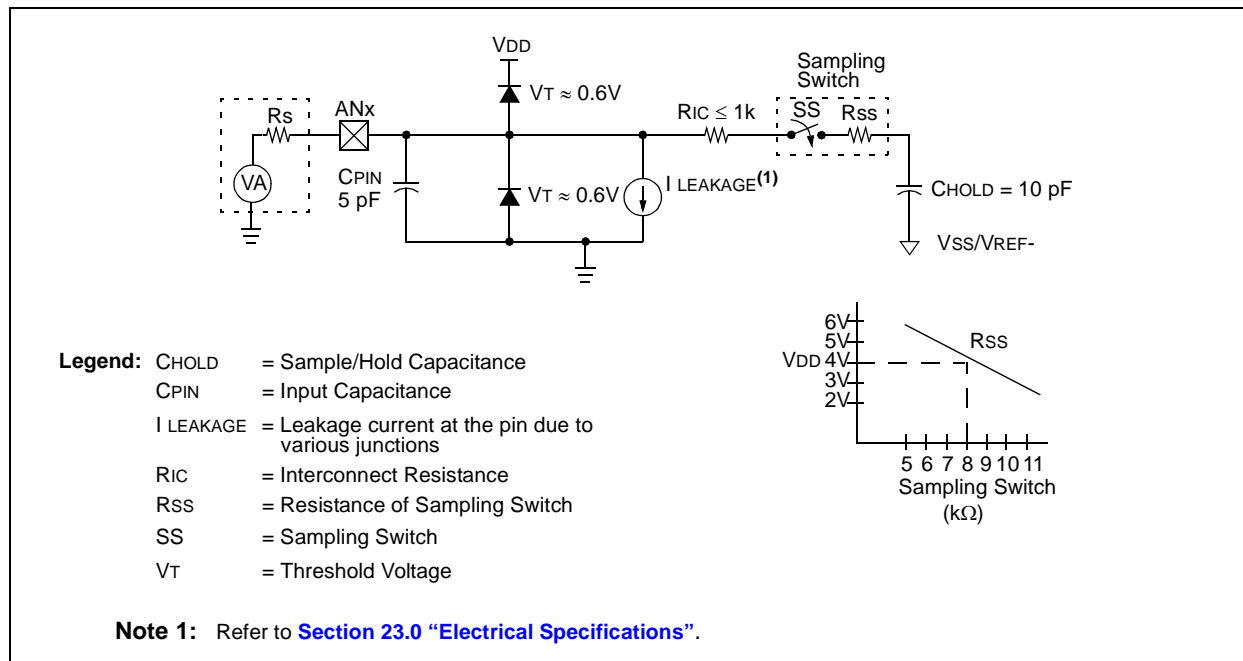 VDD
Sampling
Switch
VT ≈ 0.6V
ANx
RS
RIC ≤ 1k
SS
RSS
VA
CPIN
5 pF
VT ≈ 0.6V
I LEAKAGE(1)
CHOLD = 10 pF
VSS/VREF-
6V
5V
VDD 4V
3V
2V
RSS
5 6 7 8 9 10 11
Sampling Switch
(kΩ)
Legend: CHOLD = Sample/Hold Capacitance
CPIN = Input Capacitance
I LEAKAGE = Leakage current at the pin due to
various junctions
RIC = Interconnect Resistance
RSS = Resistance of Sampling Switch
SS = Sampling Switch
VT = Threshold Voltage
Note 1: Refer to Section 23.0 “Electrical Specifications”.